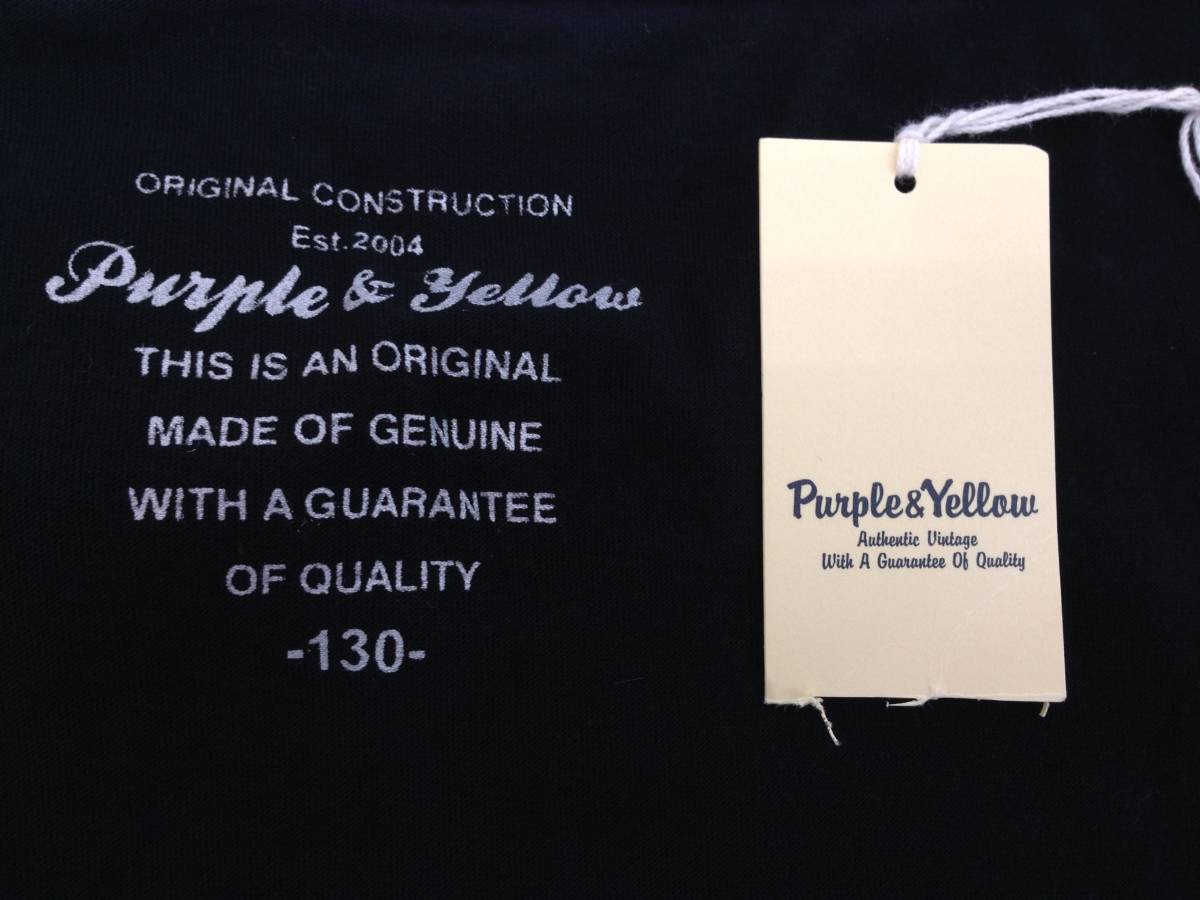 ORIGINAL CONSTRUCTION
Est.2004
Purple & Yellow
THIS IS AN ORIGINAL
MADE OF GENUINE
WITH A GUARANTEE
OF QUALITY
-130-
Purple&Yellow
Authentic Vintage
With A Guarantee Of Quality